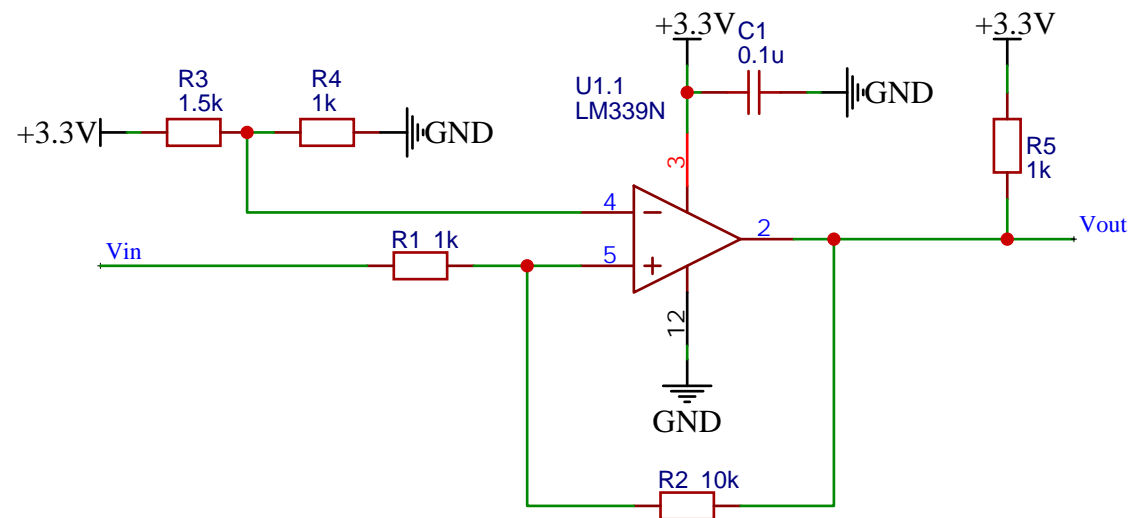 +3.3V
C1
0.1u
+3.3V
R3
1.5k
R4
1k
U1.1
LM339N
GND
+3.3V
GND
3
R5
1k
4
2
Vout
Vin
R1 1k
5
12
GND
R2 10k